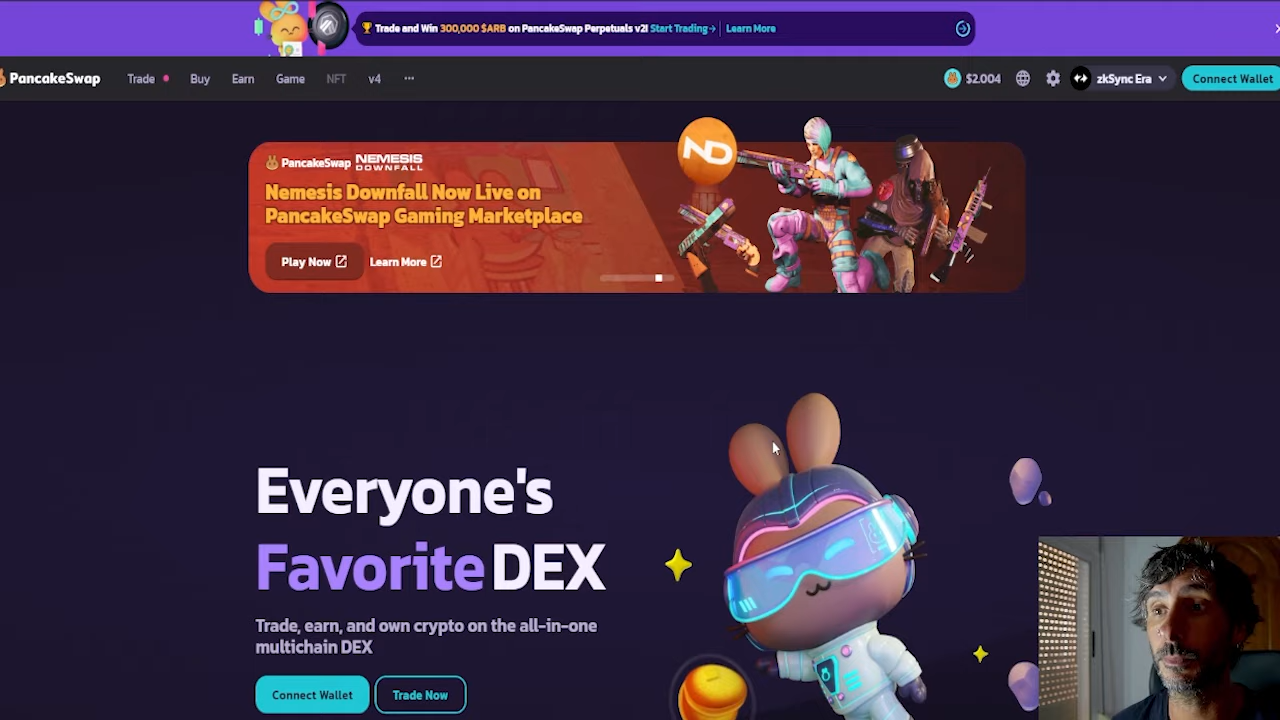 Trade and Win 300,000 $ARB on PancakeSwap Perpetuals v2! Start Trading→ Learn More
PancakeSwap Trade Buy Earn Game NFT v4 ... $2.004 zkSync Era Connect Wallet
PancakeSwap NEMESIS DOWNFALL
ND
Nemesis Downfall Now Live on
PancakeSwap Gaming Marketplace
Play Now Learn More
Everyone's
Favorite DEX
Trade, earn, and own crypto on the all-in-one
multichain DEX
Connect Wallet Trade Now